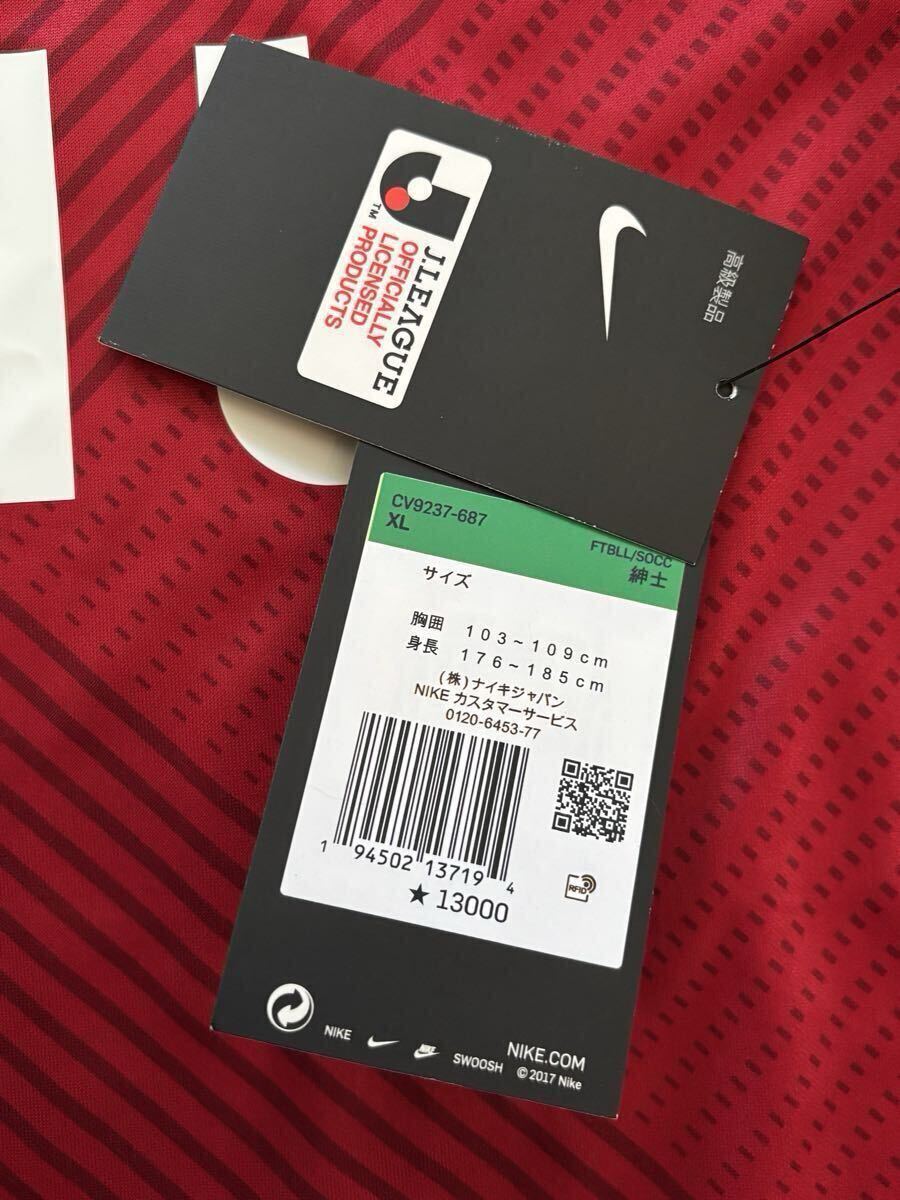 高級製品
J.LEAGUE
OFFICIALLY
LICENSED
PRODUCTS
TM
CV9237-687
XL
FTBLL/SOCC
紳士
サイズ
胸囲 103~109cm
身長 176~185cm
(株)ナイキジャパン
NIKE カスタマーサービス
0120-6453-77
1 94502 13719 4
★ 13000
RFID
NIKE
SWOOSH
NIKE.COM
© 2017 Nike